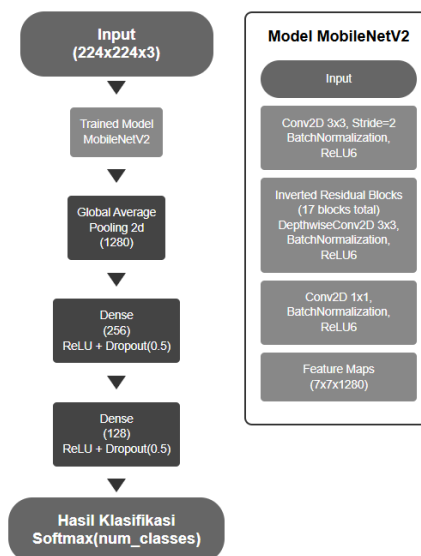 Input
(224x224x3)
Trained Model
MobileNetV2
Global Average
Pooling 2d
(1280)
Dense
(256)
ReLU + Dropout(0.5)
Dense
(128)
ReLU + Dropout(0.5)
Hasil Klasifikasi
Softmax(num_classes)
Model MobileNetV2
Input
Conv2D 3x3, Stride=2
BatchNormalization,
ReLU6
Inverted Residual Blocks
(17 blocks total)
DepthwiseConv2D 3x3,
BatchNormalization,
ReLU6
Conv2D 1x1,
BatchNormalization,
ReLU6
Feature Maps
(7x7x1280)